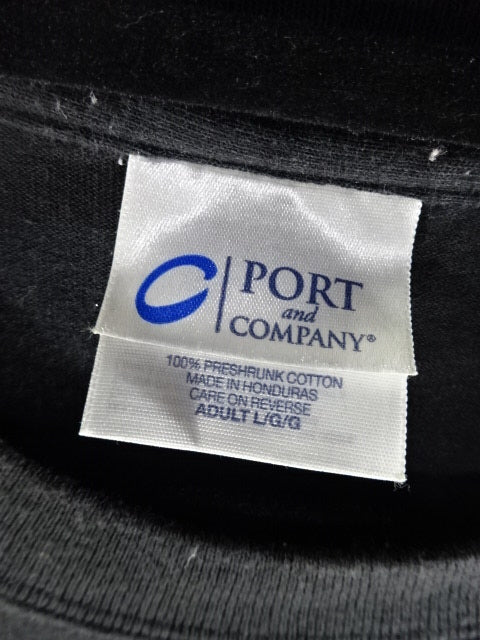 PORT
and
COMPANY®
100% PRESHRUNK COTTON
MADE IN HONDURAS
CARE ON REVERSE
ADULT L/G/G